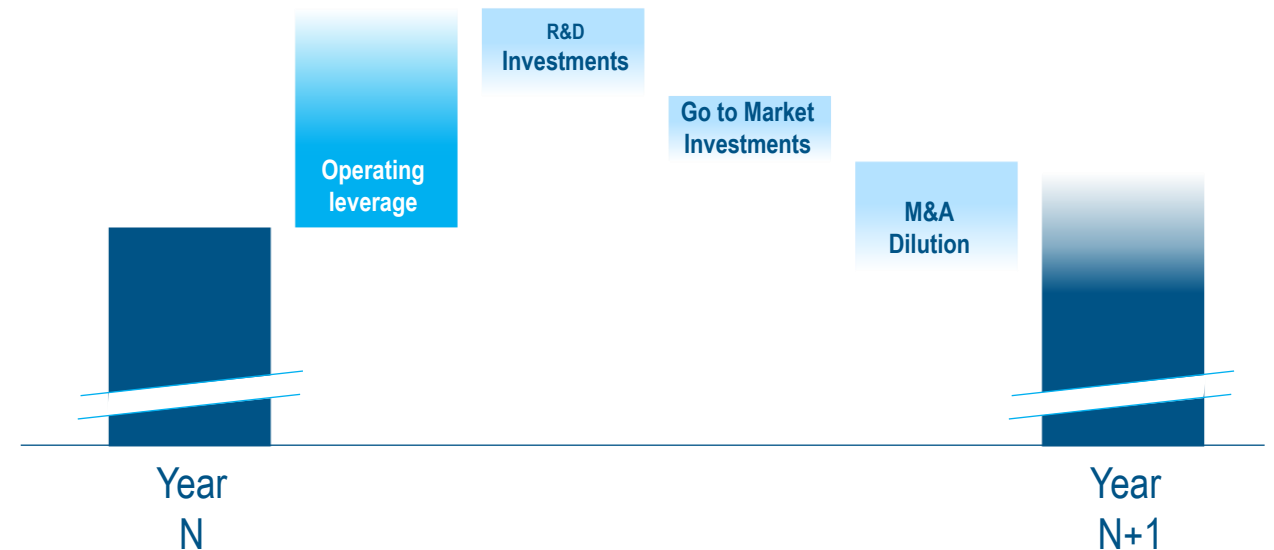 R&D
Investments
Go to Market
Investments
Operating
leverage
M&A
Dilution
Year
N
Year
N+1